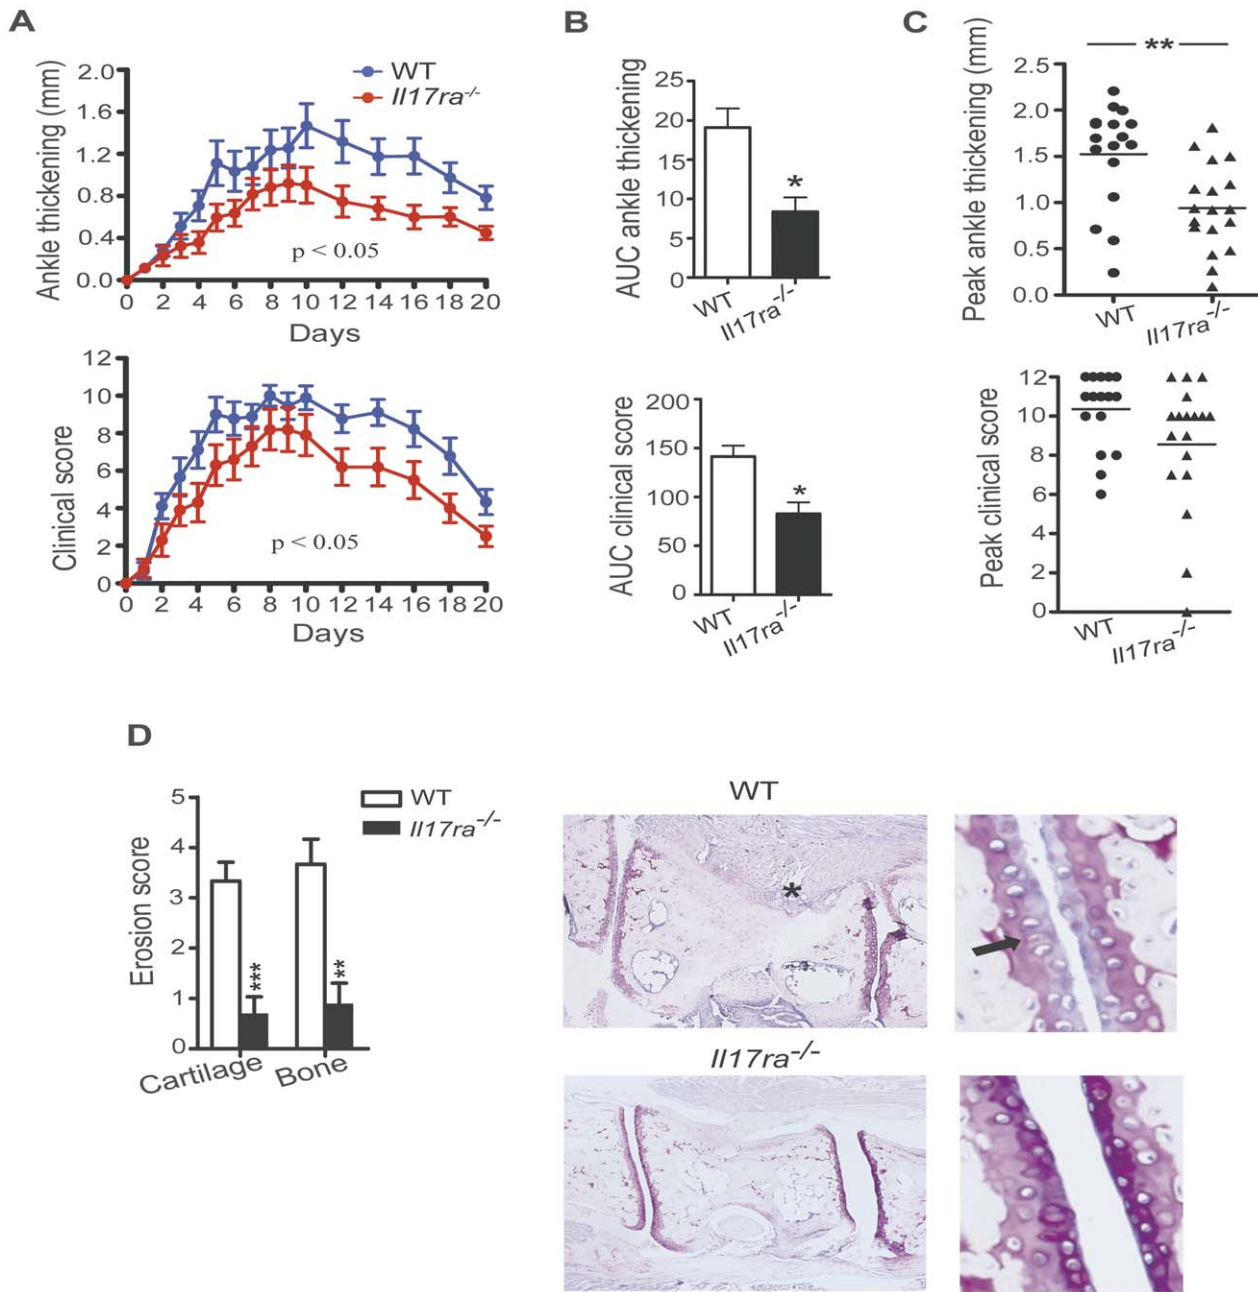 A
Ankle thickening (mm)
2.0
1.6
1.2
0.8
0.4
0.0
WT
Il17ra-/-
p < 0.05
0 2 4 6 8 10 12 14 16 18 20
Days
Clinical score
12
10
8
6
4
2
0
p < 0.05
0 2 4 6 8 10 12 14 16 18 20
Days
B
AUC ankle thickening
25
20
15
10
5
0
*
WT
Il17ra-/-
AUC clinical score
200
150
100
50
0
*
WT
Il17ra-/-
C
Peak ankle thickening (mm)
**
2.5
2.0
1.5
1.0
0.5
0.0
WT
Il17ra-/-
Peak clinical score
12
10
8
6
4
2
0
WT
Il17ra-/-
D
Erosion score
5
4
3
2
1
0
WT
Il17ra-/-
***
**
Cartilage
Bone
WT
*
Il17ra-/-